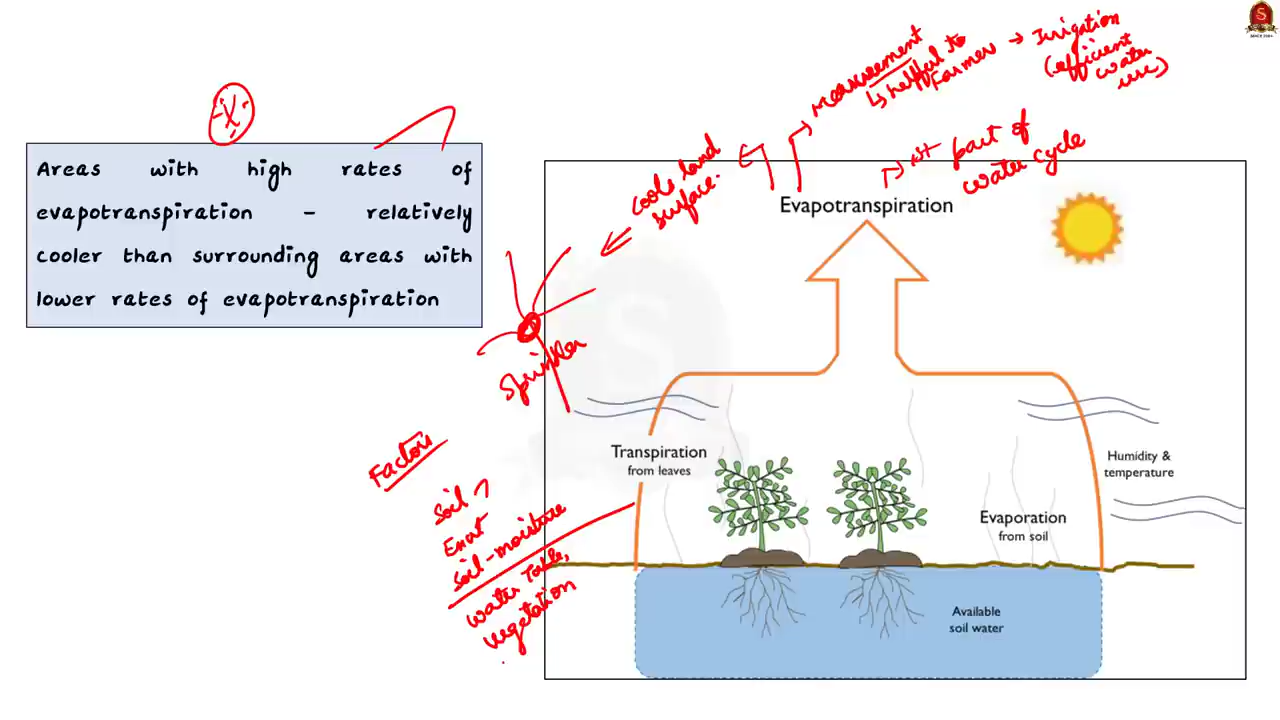 Areas with high rates of
evapotranspiration – relatively
cooler than surrounding areas with
lower rates of evapotranspiration
measurement
↳ helpful to
Farmers → Irrigation
(efficient
water
use)
part of
water cycle
cools land
surface.
Evapotranspiration
Sprinkler
Factors
Soil
Soil-moisture
water Table,
vegetation
Transpiration
from leaves
Humidity &
temperature
Evaporation
from soil
Available
soil water
S